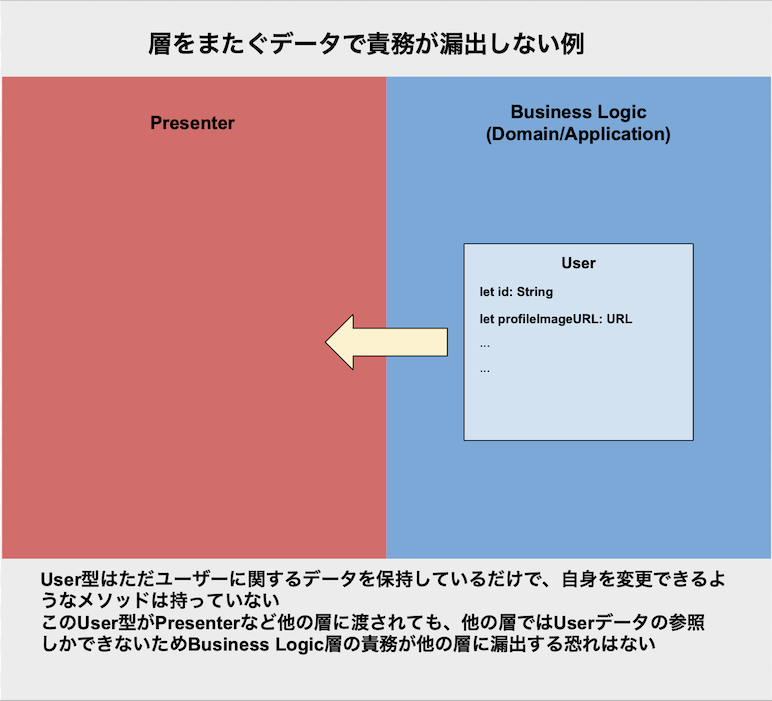 層をまたぐデータで責務が漏出しない例
Presenter
Business Logic
(Domain/Application)
User
let id: String
let profileImageURL: URL
...
...
User型はただユーザーに関するデータを保持しているだけで、自身を変更できるよ
うなメソッドは持っていない
このUser型がPresenterなど他の層に渡されても、他の層ではUserデータの参照
しかできないためBusiness Logic層の責務が他の層に漏出する恐れはない